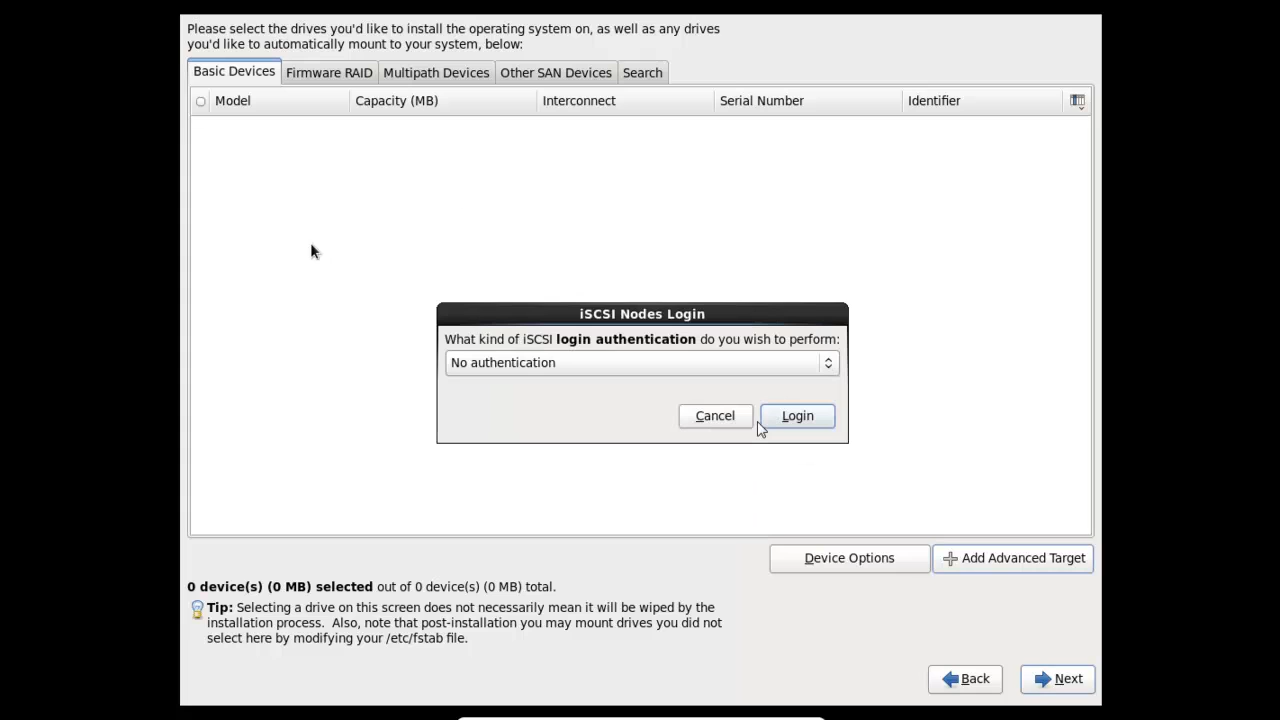 Please select the drives you'd like to install the operating system on, as well as any drives
you'd like to automatically mount to your system, below:
Basic Devices Firmware RAID Multipath Devices Other SAN Devices Search
Model Capacity (MB) Interconnect Serial Number Identifier
iSCSI Nodes Login
What kind of iSCSI login authentication do you wish to perform:
No authentication
Cancel Login
Device Options Add Advanced Target
0 device(s) (0 MB) selected out of 0 device(s) (0 MB) total.
Tip: Selecting a drive on this screen does not necessarily mean it will be wiped by the
installation process. Also, note that post-installation you may mount drives you did not
select here by modifying your /etc/fstab file.
Back Next